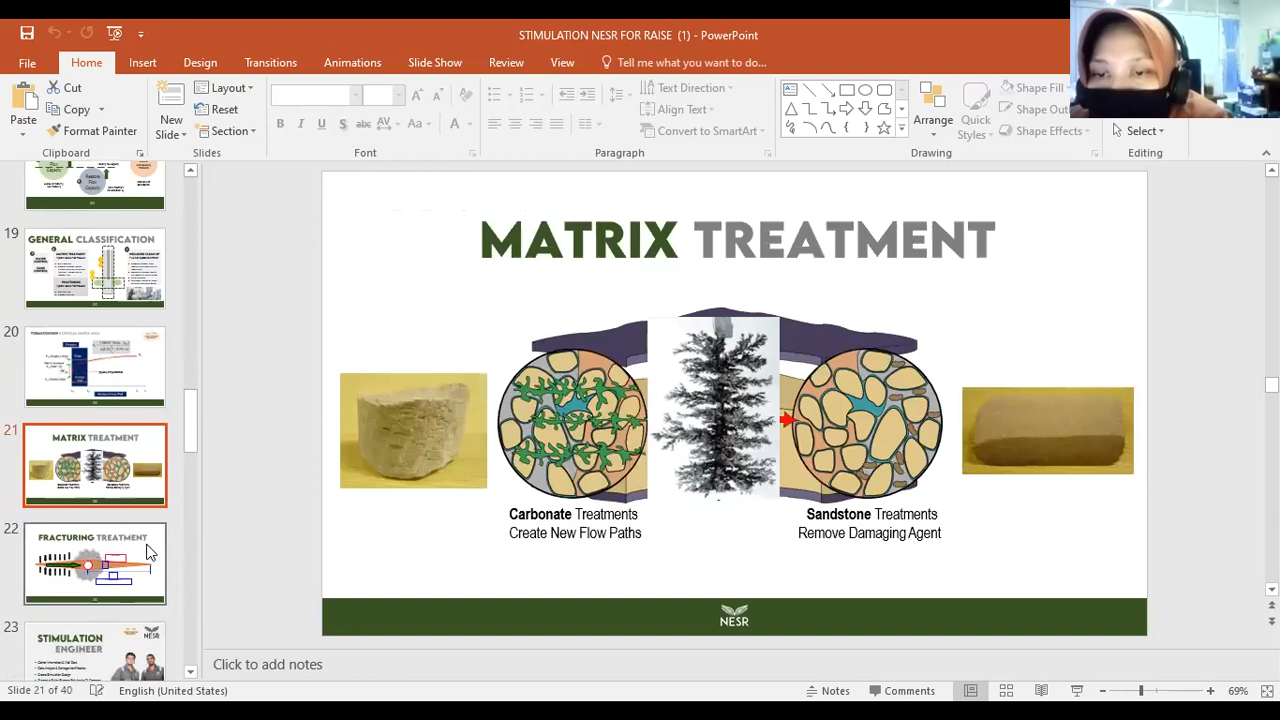 STIMULATION NESR FOR RAISE (1) - PowerPoint
File Home Insert Design Transitions Animations Slide Show Review View Tell me what you want to do...
Cut
Copy
Format Painter
Paste
Clipboard
New
Slide
Layout
Reset
Section
Slides
Font
Text Direction
Align Text
Convert to SmartArt
Paragraph
Arrange
Quick
Styles
Shape Fill
Shape
Shape Effects
Drawing
Select
Editing
19
GENERAL CLASSIFICATION
20
21
MATRIX TREATMENT
22
FRACTURING TREATMENT
23
STIMULATION
ENGINEER
NESR
MATRIX TREATMENT
Carbonate Treatments
Create New Flow Paths
Sandstone Treatments
Remove Damaging Agent
NESR
Click to add notes
Slide 21 of 40 English (United States) Notes Comments 69%